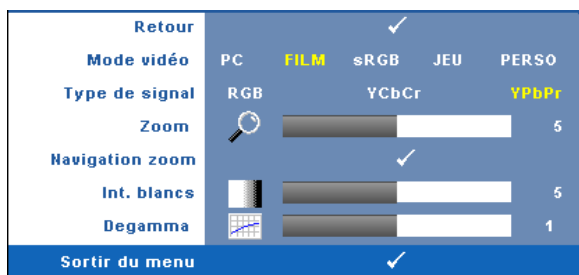 Retour
Mode vidéo PC FILM sRGB JEU PERSO
Type de signal RGB YCbCr YPbPr
Zoom 5
Navigation zoom
Int. blancs 5
Degamma 1
Sortir du menu